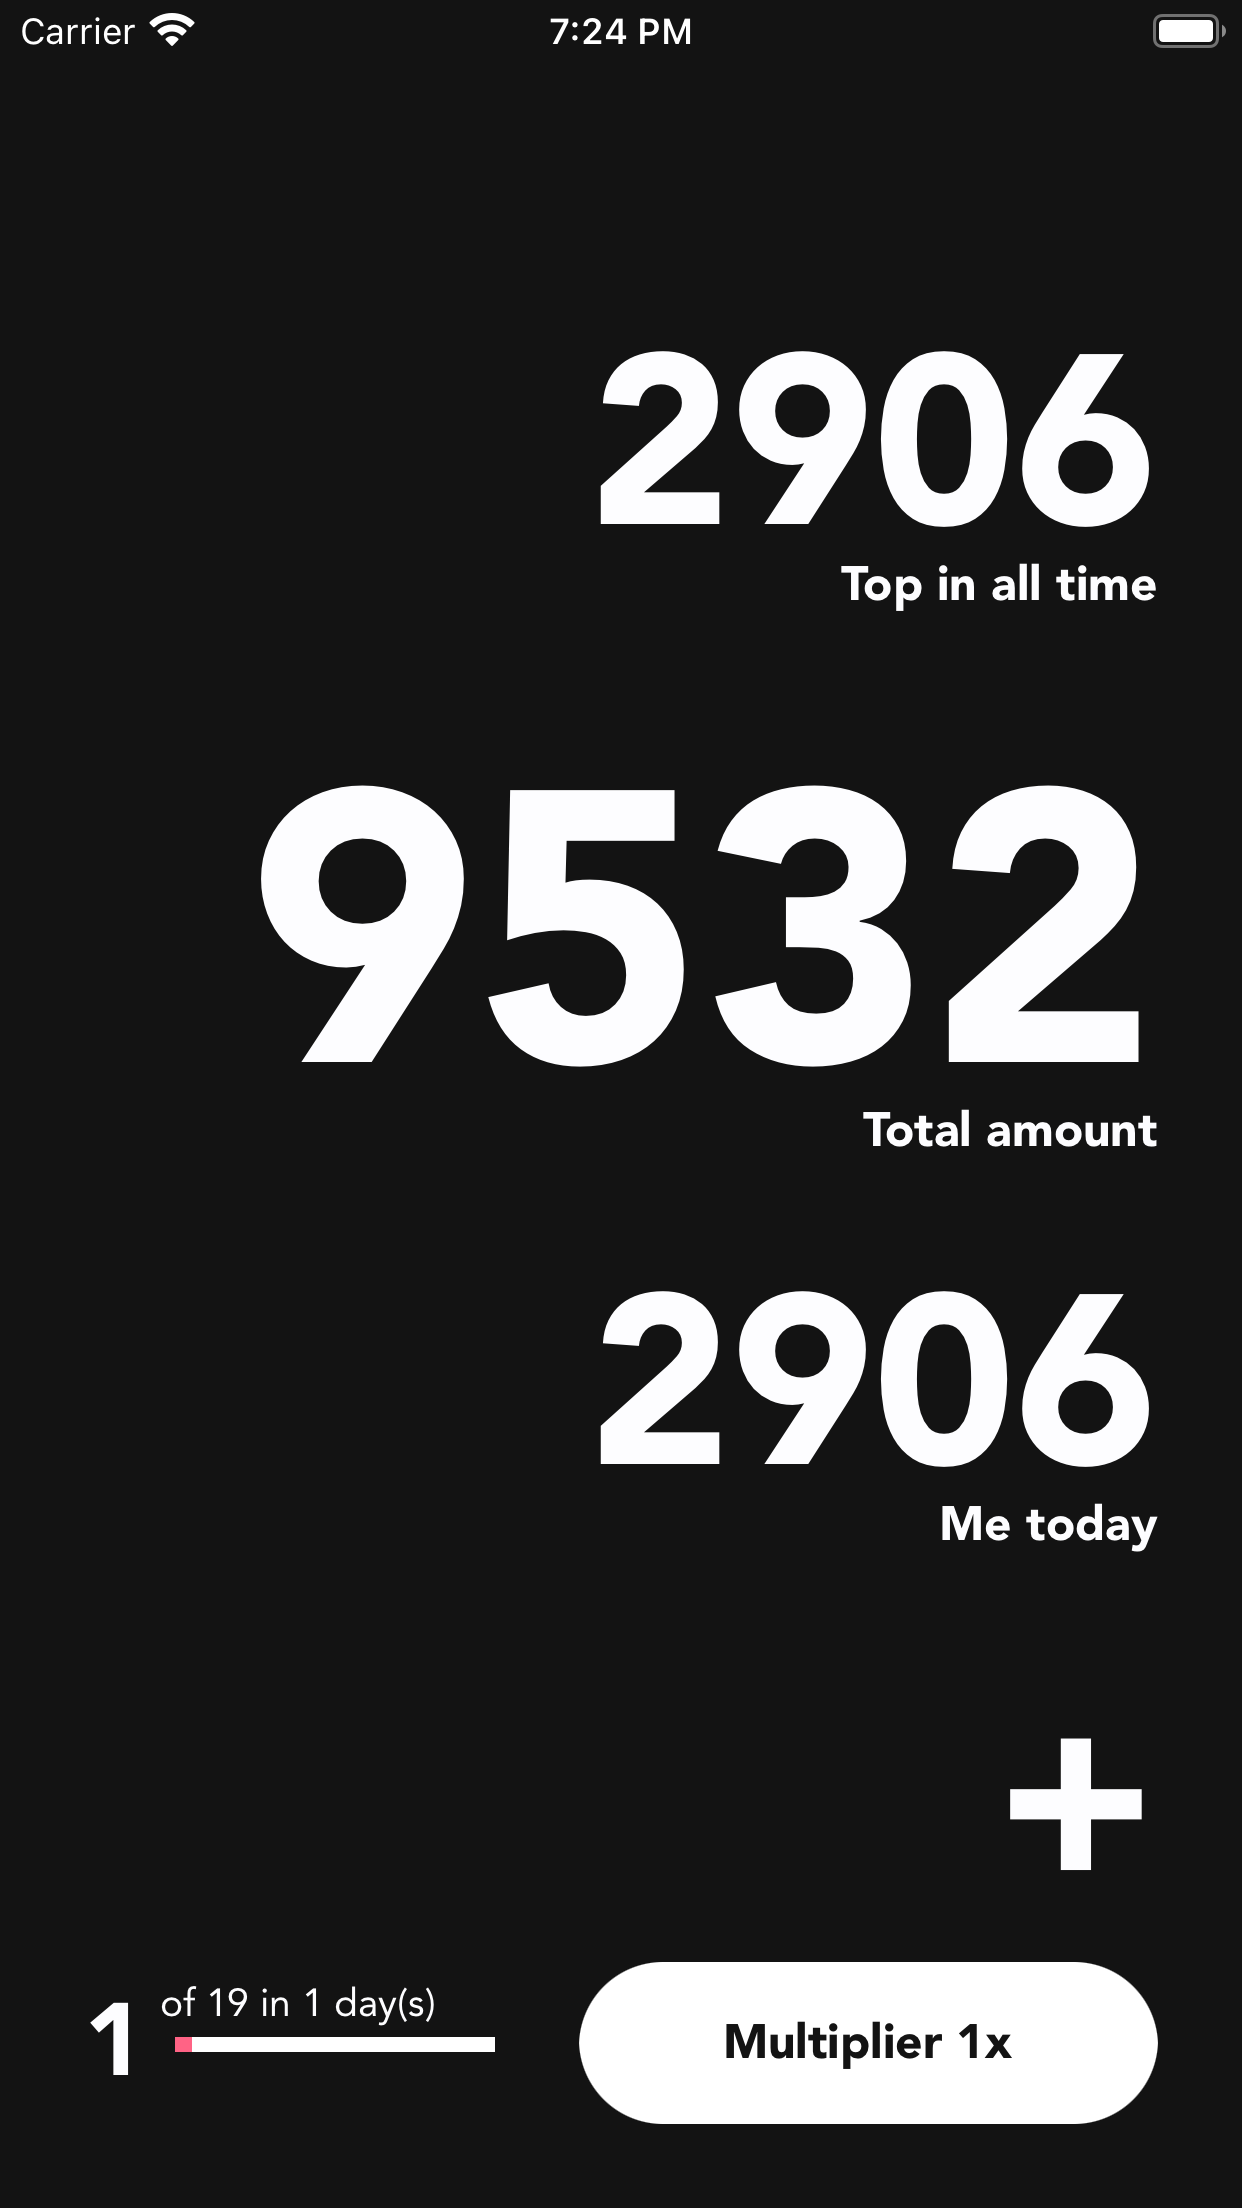 Carrier 7:24 PM
2906
Top in all time
9532
Total amount
2906
Me today
+
1 of 19 in 1 day(s)
Multiplier 1x